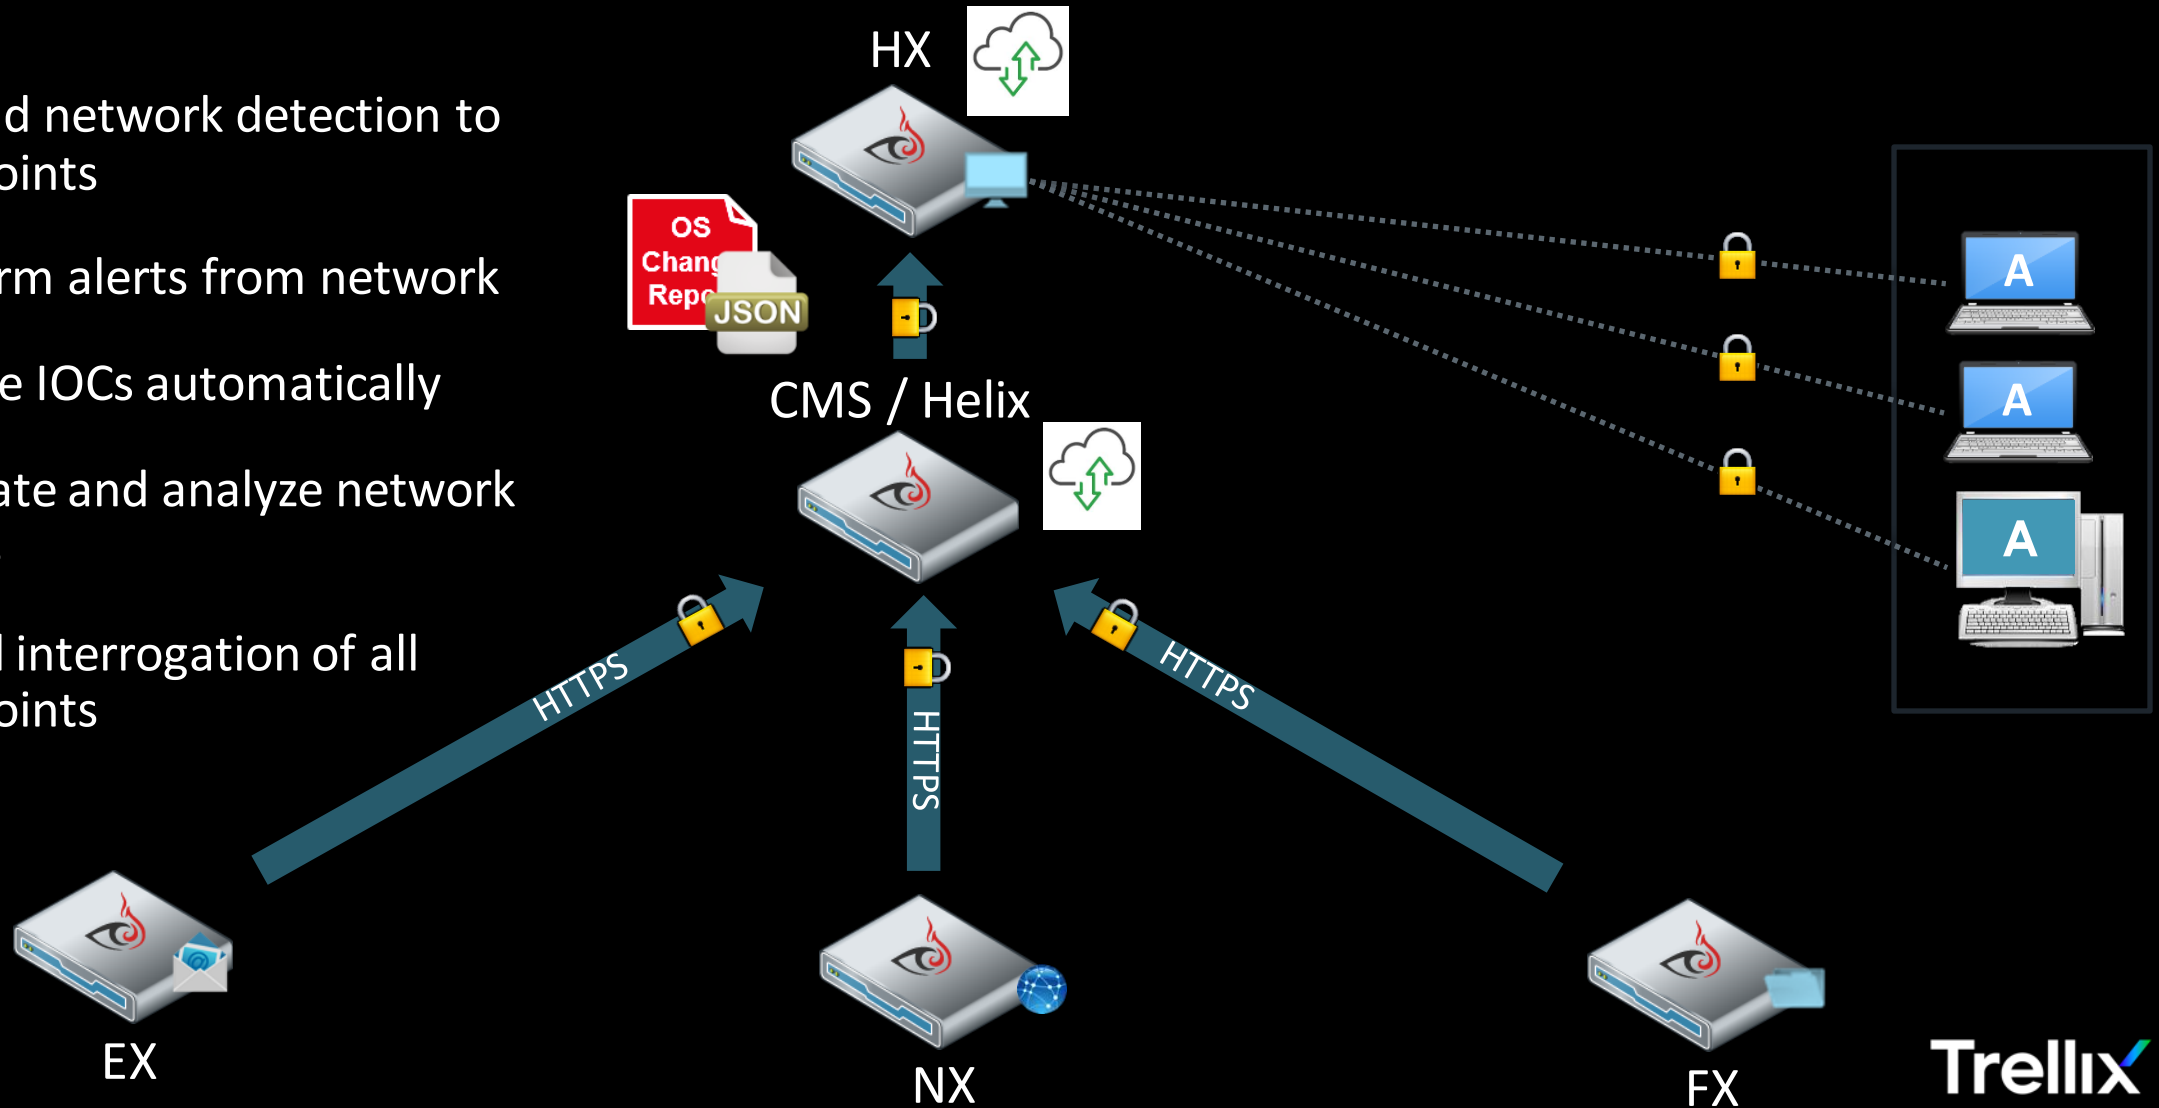 d network detection to
oints
rm alerts from network
e IOCs automatically
ate and analyze network
l interrogation of all
oints
HX
OS
Chang
Repo
JSON
CMS / Helix
HTTPS
HTTPS
HTTPS
A
A
A
EX
NX
FX
Trellix